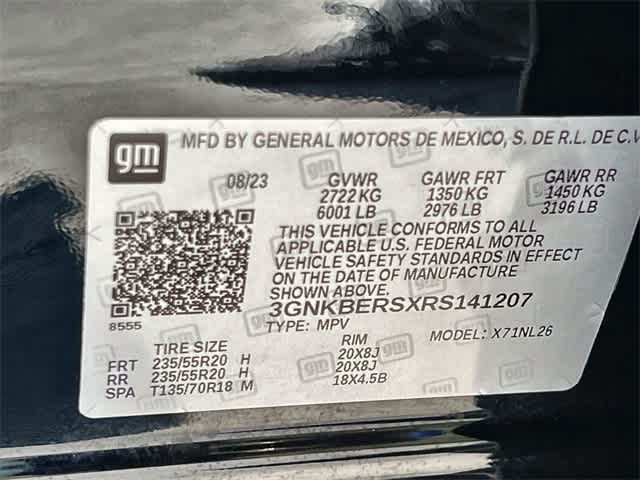 gm MFD BY GENERAL MOTORS DE MEXICO, S. DE R.L. DE C.V
08/23 GVWR GAWR FRT GAWR RR
2722 KG 1350 KG 1450 KG
6001 LB 2976 LB 3196 LB
THIS VEHICLE CONFORMS TO ALL
APPLICABLE U.S. FEDERAL MOTOR
VEHICLE SAFETY STANDARDS IN EFFECT
ON THE DATE OF MANUFACTURE
SHOWN ABOVE.
3GNKBERSXRS141207
8555 TYPE: MPV MODEL: X71NL26
TIRE SIZE RIM
FRT 235/55R20 H 20X8J
RR 235/55R20 H 20X8J
SPA T135/70R18 M 18X4.5B